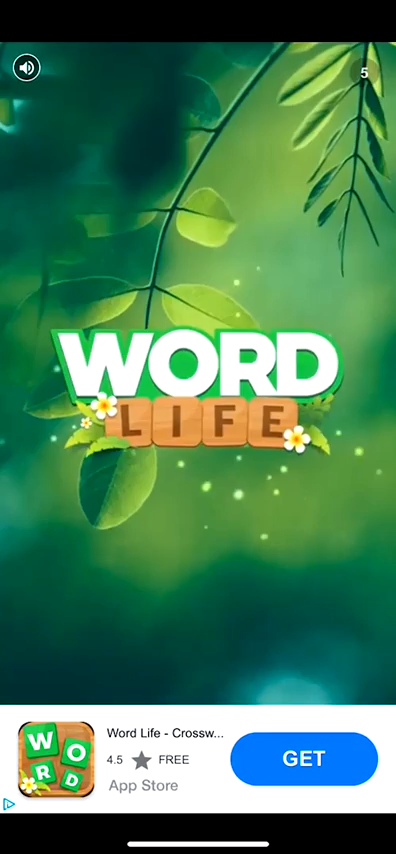 5
WORD
LIFE
W
O
R
D
Word Life - Crossw...
4.5 FREE
GET
App Store